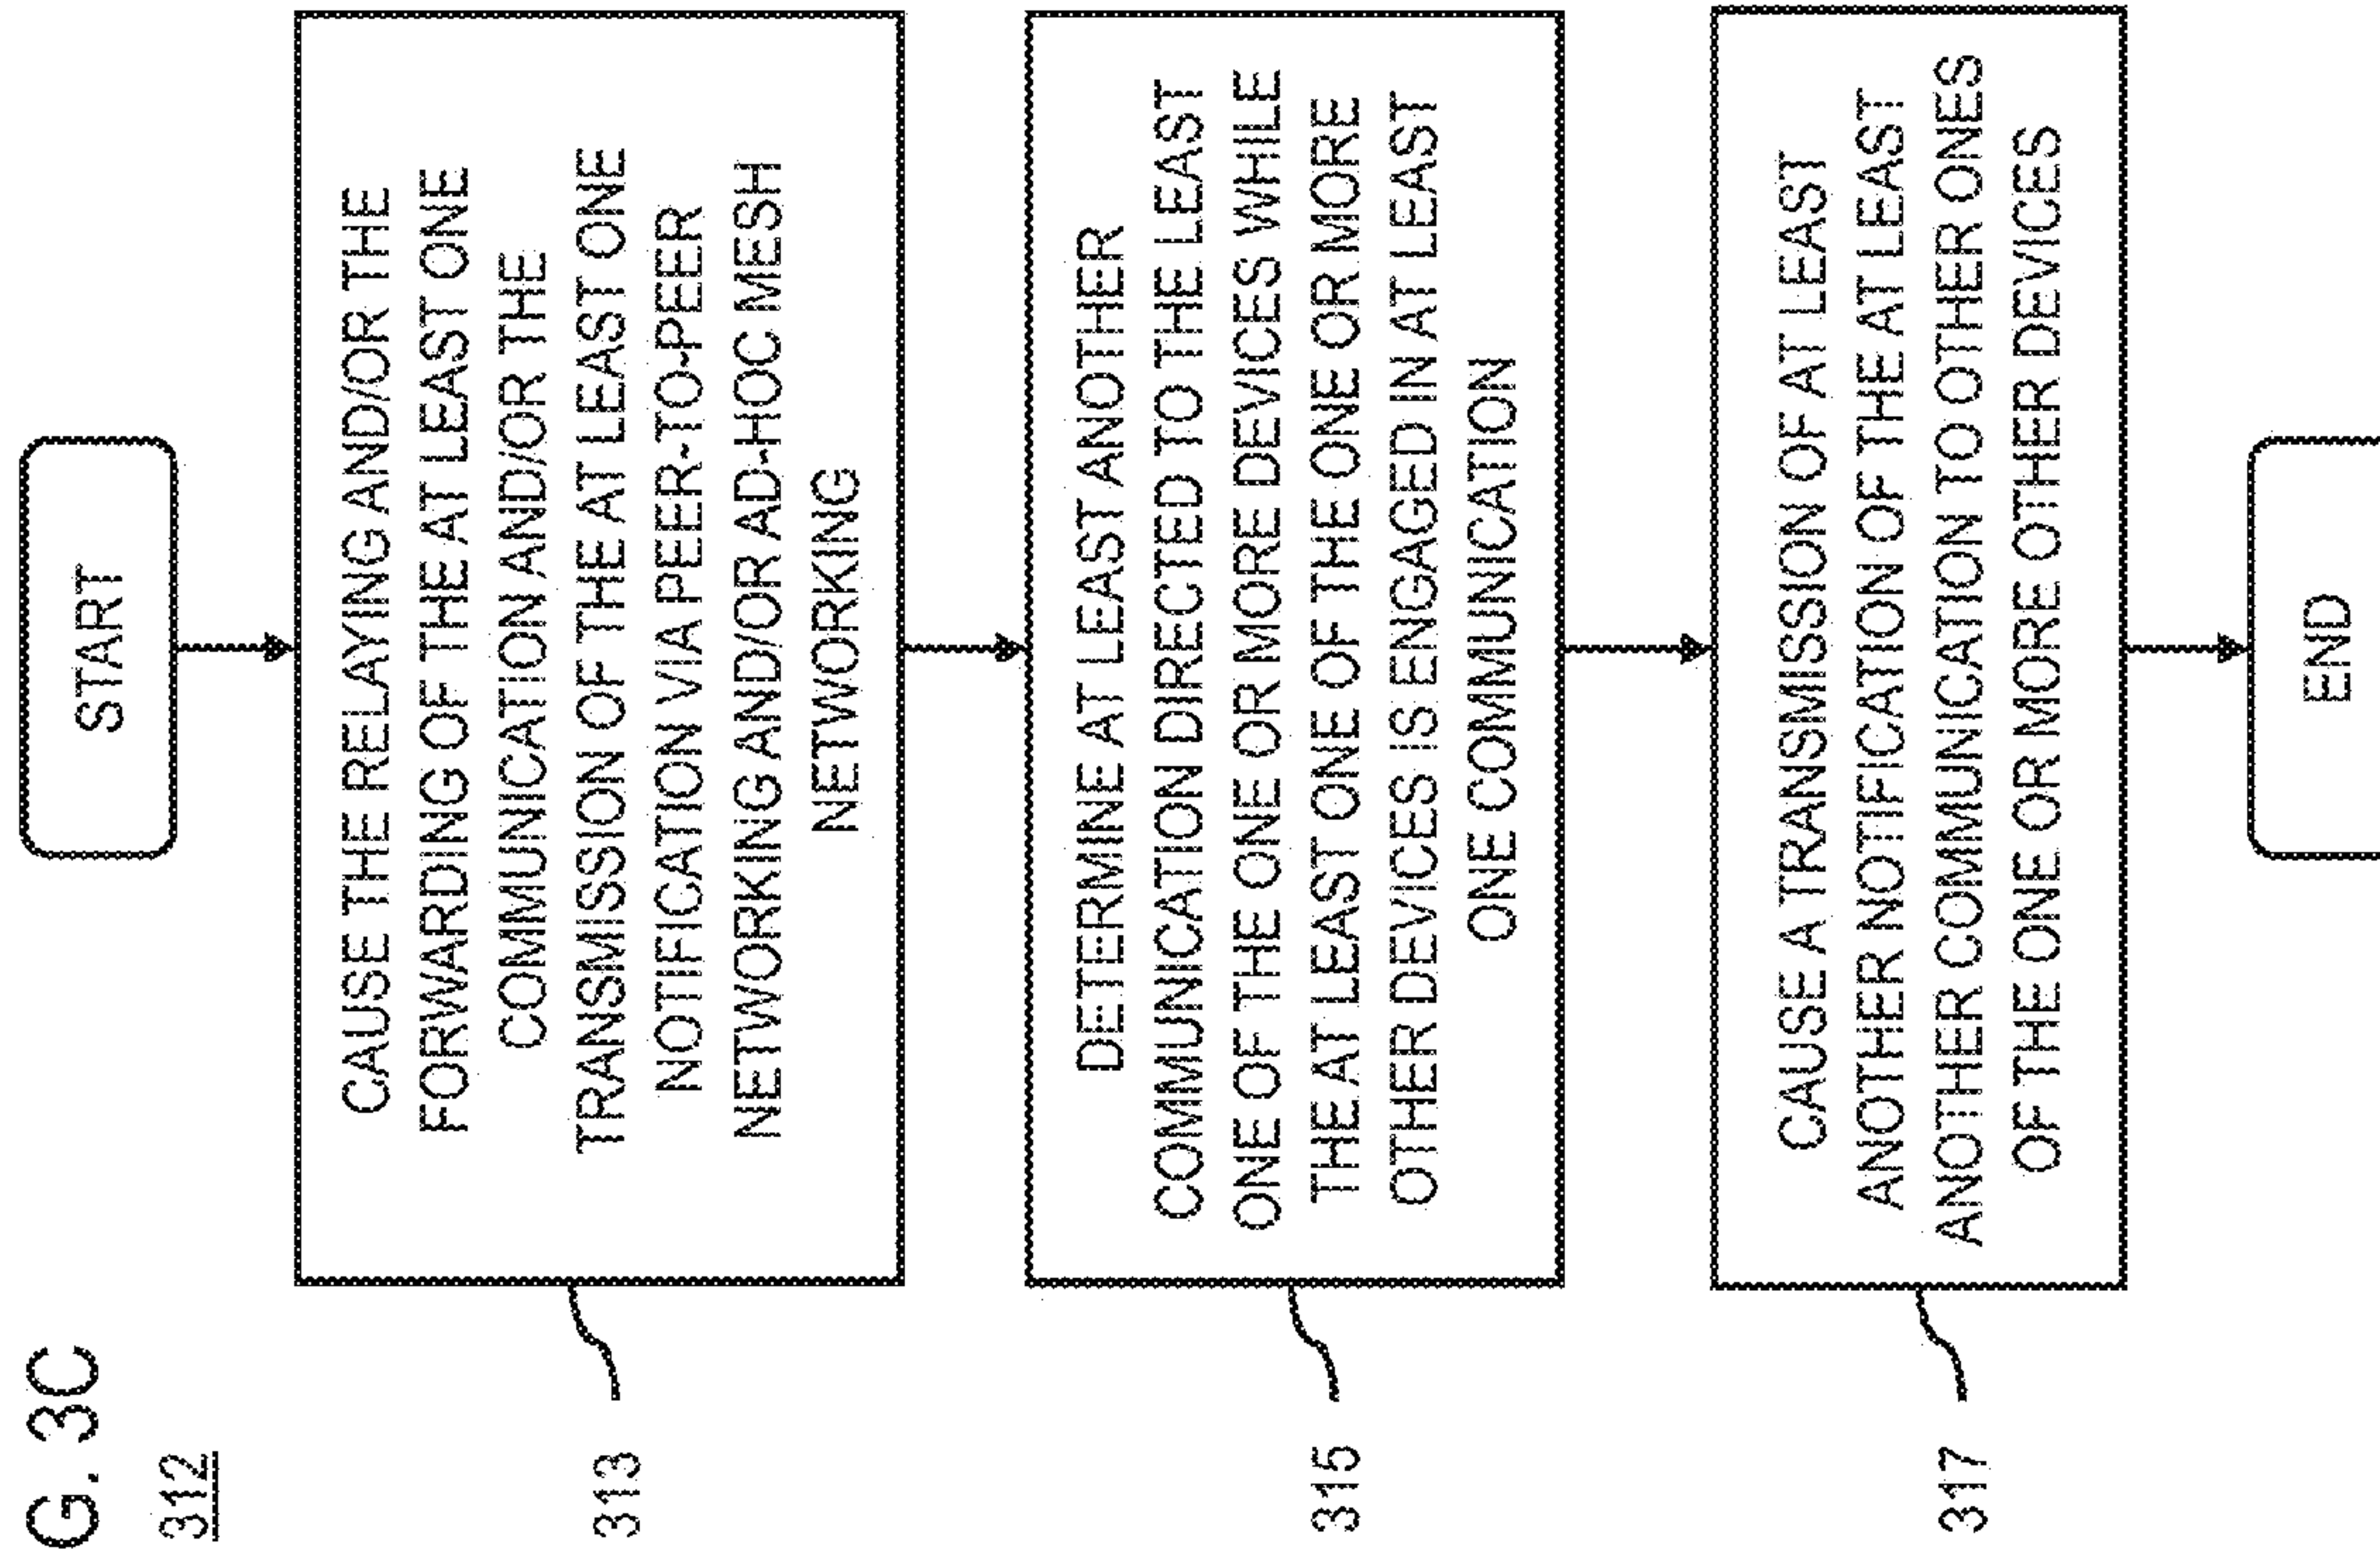 G. 3C
312
START
CAUSE THE RELAYING AND/OR THE
FORWARDING OF THE AT LEAST ONE
COMMUNICATION AND/OR THE
TRANSMISSION OF THE AT LEAST ONE
NOTIFICATION VIA PEER-TO-PEER
NETWORKING AND/OR AD-HOC MESH
NETWORKING
313
DETERMINE AT LEAST ANOTHER
COMMUNICATION DIRECTED TO THE LEAST
ONE OF THE ONE OR MORE DEVICES WHILE
THE AT LEAST ONE OF THE ONE OR MORE
OTHER DEVICES IS ENGAGED IN AT LEAST
ONE COMMUNICATION
315
CAUSE A TRANSMISSION OF AT LEAST
ANOTHER NOTIFICATION OF THE AT LEAST
ANOTHER COMMUNICATION TO OTHER ONES
OF THE ONE OR MORE OTHER DEVICES
317
END